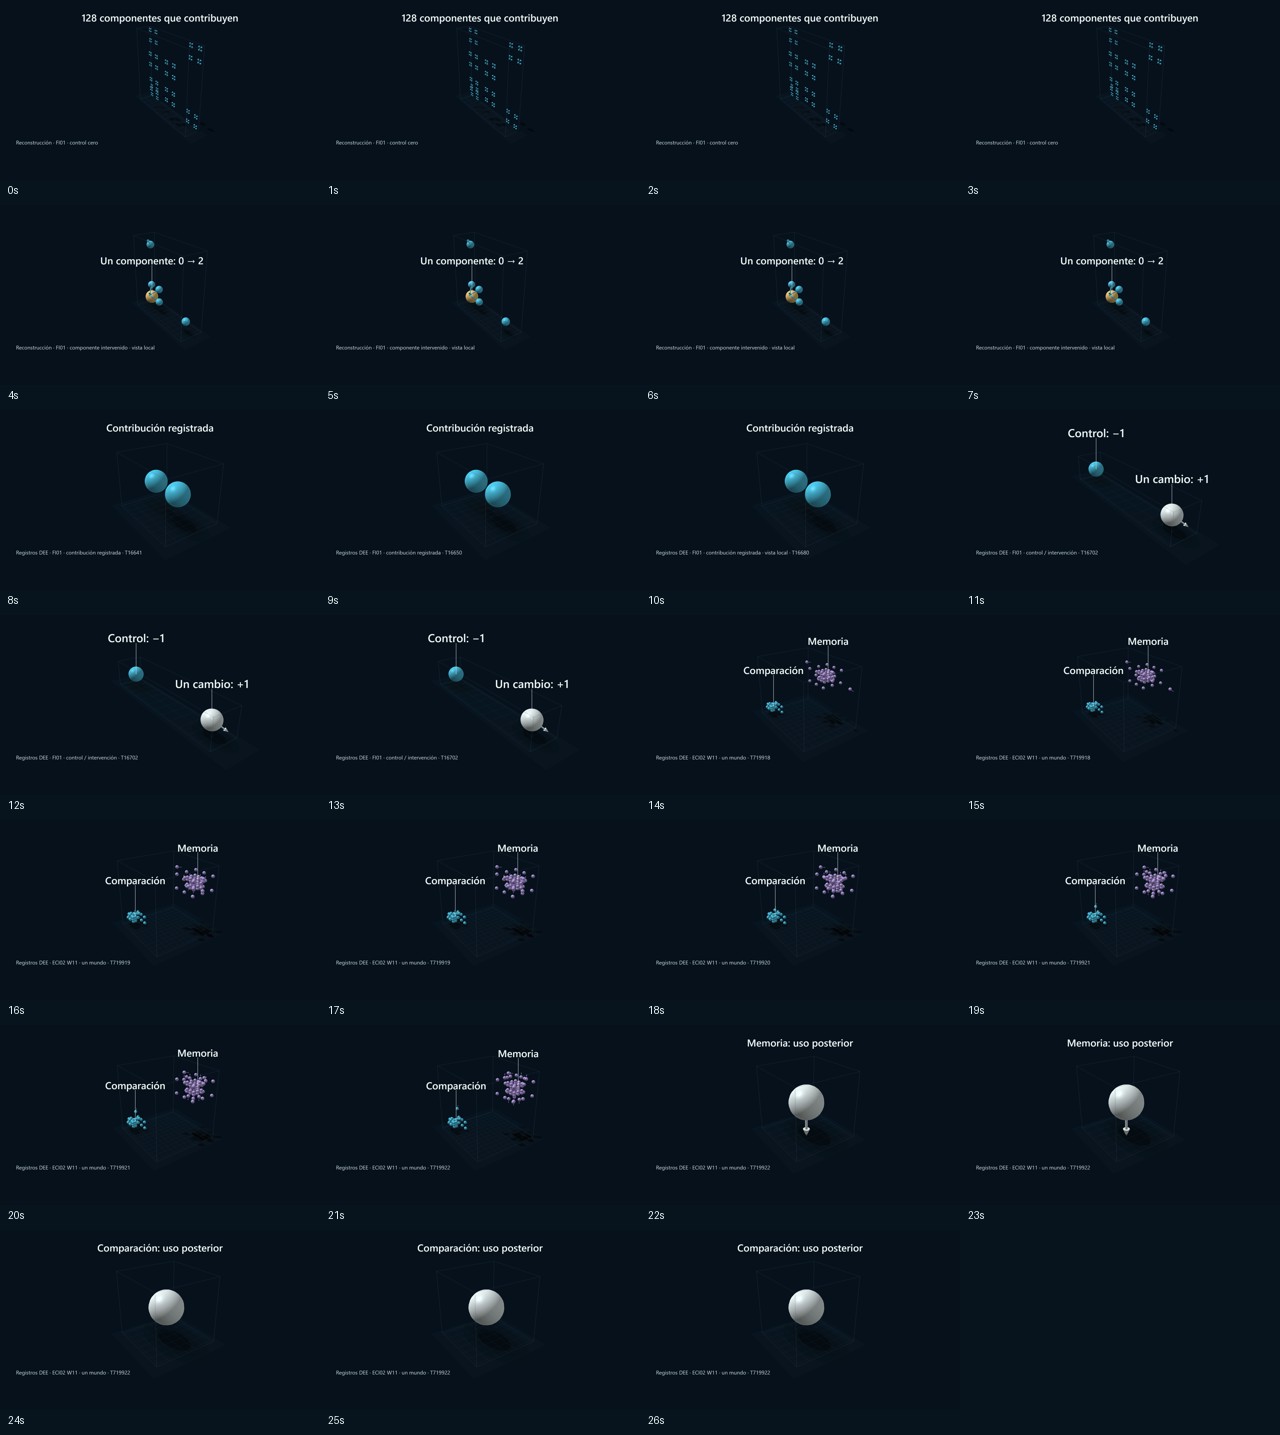 128 componentes que contribuyen
128 componentes que contribuyen
128 componentes que contribuyen
128 componentes que contribuyen
Reconstrucción · FI01 · control cero
Reconstrucción · FI01 · control cero
Reconstrucción · FI01 · control cero
Reconstrucción · FI01 · control cero
0s
1s
2s
3s
Un componente: 0 → 2
Un componente: 0 → 2
Un componente: 0 → 2
Un componente: 0 → 2
Reconstrucción · FI01 · componente intervenido · vista local
Reconstrucción · FI01 · componente intervenido · vista local
Reconstrucción · FI01 · componente intervenido · vista local
Reconstrucción · FI01 · componente intervenido · vista local
4s
5s
6s
7s
Contribución registrada
Contribución registrada
Contribución registrada
Control: −1
Un cambio: +1
Registros DEE · FI01 · contribución registrada · T16641
Registros DEE · FI01 · contribución registrada · T16650
Registros DEE · FI01 · contribución registrada · vista local · T16680
Registros DEE · FI01 · control / intervención · T16702
8s
9s
10s
11s
Control: −1
Un cambio: +1
Control: −1
Un cambio: +1
Memoria
Comparación
Memoria
Comparación
Registros DEE · FI01 · control / intervención · T16702
Registros DEE · FI01 · control / intervención · T16702
Registros DEE · ECI02 W11 · un mundo · T719918
Registros DEE · ECI02 W11 · un mundo · T719918
12s
13s
14s
15s
Memoria
Comparación
Memoria
Comparación
Memoria
Comparación
Memoria
Comparación
Registros DEE · ECI02 W11 · un mundo · T719919
Registros DEE · ECI02 W11 · un mundo · T719919
Registros DEE · ECI02 W11 · un mundo · T719920
Registros DEE · ECI02 W11 · un mundo · T719921
16s
17s
18s
19s
Memoria
Comparación
Memoria
Comparación
Memoria: uso posterior
Memoria: uso posterior
Registros DEE · ECI02 W11 · un mundo · T719921
Registros DEE · ECI02 W11 · un mundo · T719922
Registros DEE · ECI02 W11 · un mundo · T719922
Registros DEE · ECI02 W11 · un mundo · T719922
20s
21s
22s
23s
Comparación: uso posterior
Comparación: uso posterior
Comparación: uso posterior
Registros DEE · ECI02 W11 · un mundo · T719922
Registros DEE · ECI02 W11 · un mundo · T719922
Registros DEE · ECI02 W11 · un mundo · T719922
24s
25s
26s